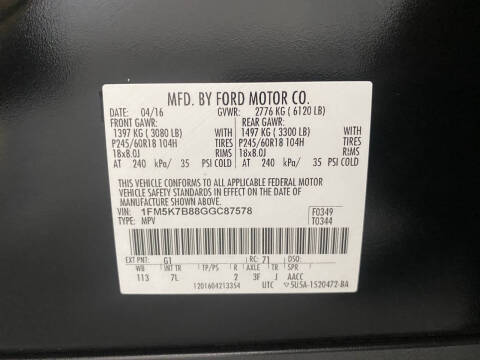 MFD. BY FORD MOTOR CO.
DATE: 04/16 GVWR: 2776 KG ( 6120 LB)
FRONT GAWR: REAR GAWR:
1397 KG ( 3080 LB) WITH 1497 KG ( 3300 LB) WITH
P245/60R18 104H TIRES P245/60R18 104H TIRES
18x8.0J RIMS 18x8.0J RIMS
AT 240 kPa/ 35 PSI COLD AT 240 kPa/ 35 PSI COLD
THIS VEHICLE CONFORMS TO ALL APPLICABLE FEDERAL MOTOR
VEHICLE SAFETY STANDARDS IN EFFECT ON THE DATE OF
MANUFACTURE SHOWN ABOVE.
VIN: 1FM5K7B88GGC87578 F0349
TYPE: MPV T0344
EXT PNT: G1 RC: 71 DSO:
WB INT TR TP/PS R AXLE TR SPR
113 7L 2 3F J AACC
1201604213354 UTC 5U5A-1520472-BA